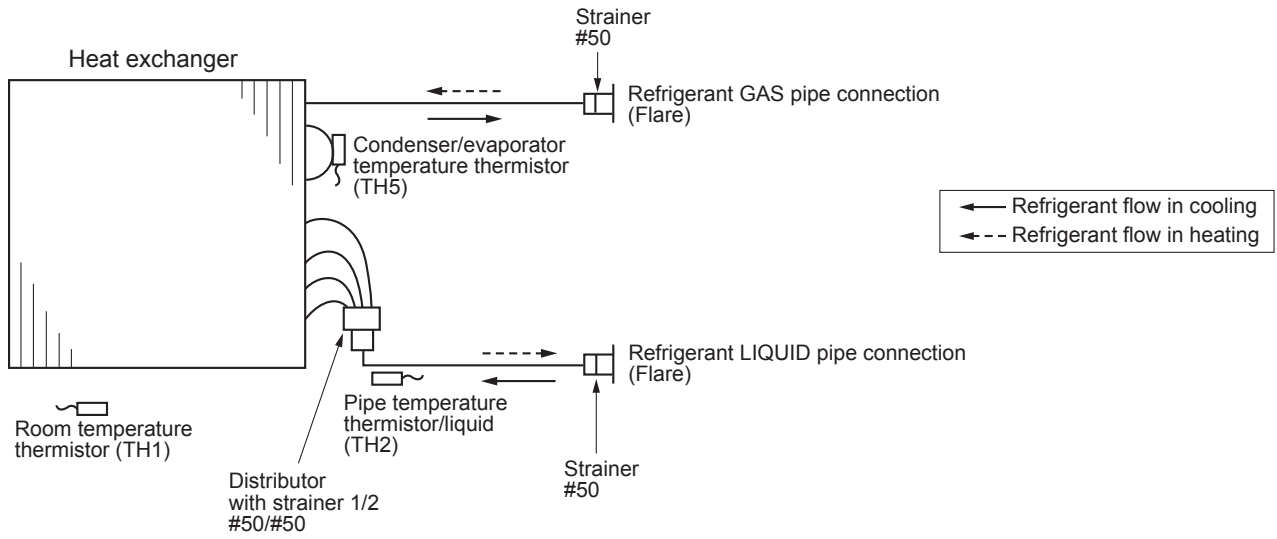 Strainer
#50
Heat exchanger
Refrigerant GAS pipe connection
(Flare)
Condenser/evaporator
temperature thermistor
(TH5)
Refrigerant flow in cooling
Refrigerant flow in heating
Refrigerant LIQUID pipe connection
(Flare)
Pipe temperature
thermistor/liquid
(TH2)
Room temperature
thermistor (TH1)
Distributor
with strainer 1/2
#50/#50
Strainer
#50